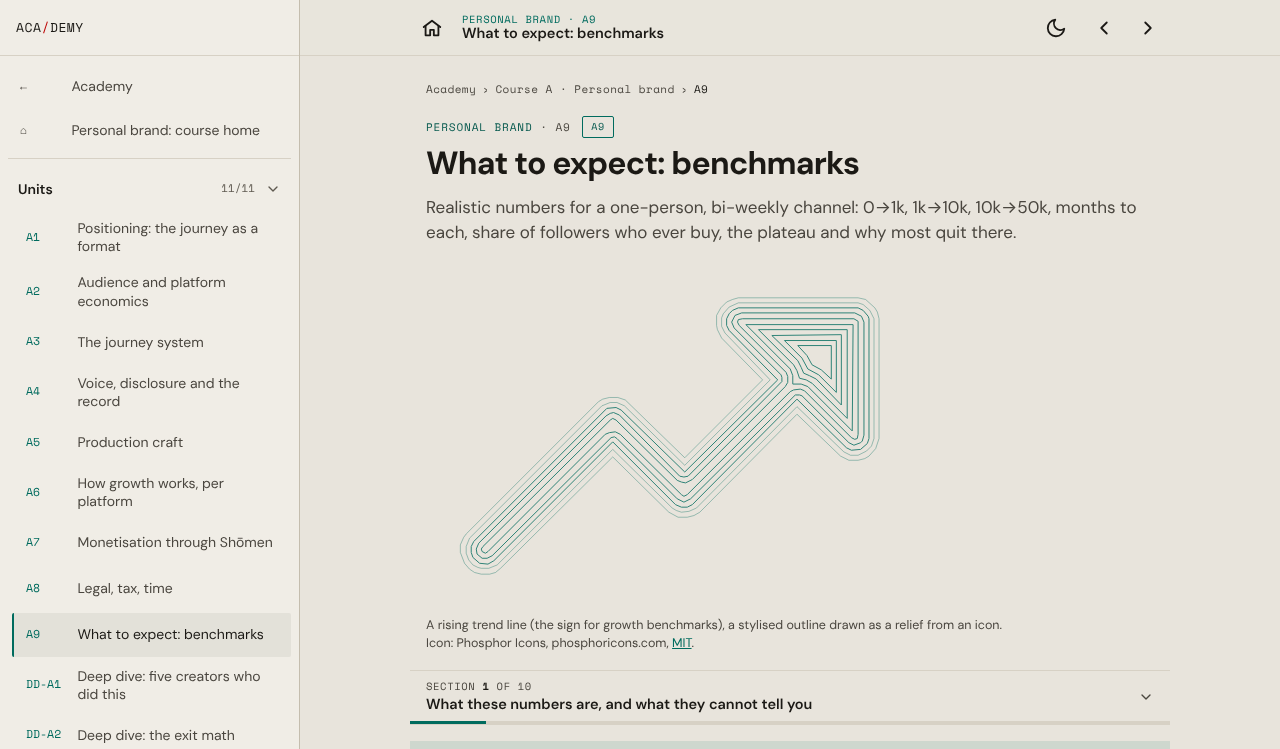 ACA/DEMY
← Academy
⌂ Personal brand: course home
Units 11/11
A1 Positioning: the journey as a
format
A2 Audience and platform
economics
A3 The journey system
A4 Voice, disclosure and the
record
A5 Production craft
A6 How growth works, per
platform
A7 Monetisation through Shōmen
A8 Legal, tax, time
A9 What to expect: benchmarks
DD-A1 Deep dive: five creators who
did this
DD-A2 Deep dive: the exit math
PERSONAL BRAND · A9
What to expect: benchmarks
Academy › Course A · Personal brand › A9
PERSONAL BRAND · A9 A9
What to expect: benchmarks
Realistic numbers for a one-person, bi-weekly channel: 0→1k, 1k→10k, 10k→50k, months to
each, share of followers who ever buy, the plateau and why most quit there.
A rising trend line (the sign for growth benchmarks), a stylised outline drawn as a relief from an icon.
Icon: Phosphor Icons, phosphoricons.com, MIT.
SECTION 1 OF 10
What these numbers are, and what they cannot tell you